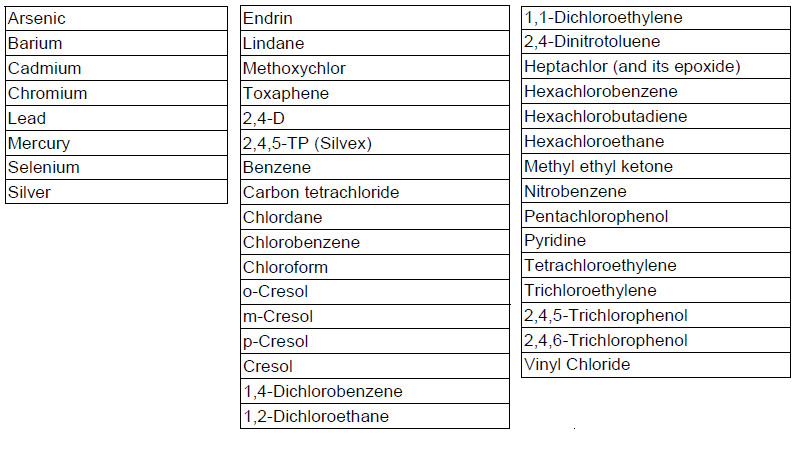 Arsenic
Barium
Cadmium
Chromium
Lead
Mercury
Selenium
Silver
Endrin
Lindane
Methoxychlor
Toxaphene
2,4-D
2,4,5-TP (Silvex)
Benzene
Carbon tetrachloride
Chlordane
Chlorobenzene
Chloroform
o-Cresol
m-Cresol
p-Cresol
Cresol
1,4-Dichlorobenzene
1,2-Dichloroethane
1,1-Dichloroethylene
2,4-Dinitrotoluene
Heptachlor (and its epoxide)
Hexachlorobenzene
Hexachlorobutadiene
Hexachloroethane
Methyl ethyl ketone
Nitrobenzene
Pentachlorophenol
Pyridine
Tetrachloroethylene
Trichloroethylene
2,4,5-Trichlorophenol
2,4,6-Trichlorophenol
Vinyl Chloride